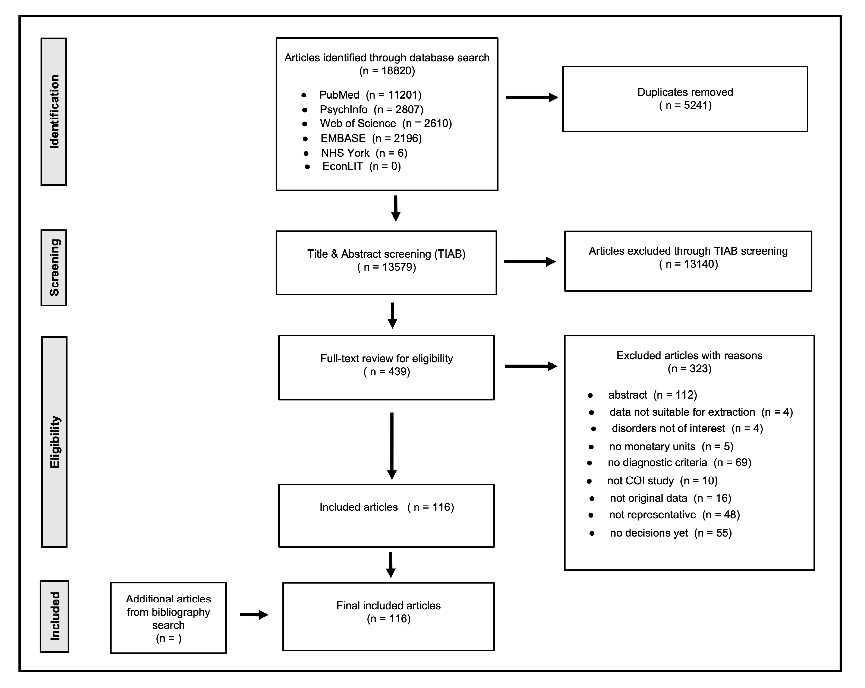 Identification
Articles identified through database search
(n = 18820)
● PubMed (n = 11201)
● PsychInfo (n = 2807)
● Web of Science (n = 2610)
● EMBASE (n = 2196)
● NHS York (n = 6)
● EconLIT (n = 0)
Duplicates removed
( n = 5241)
Screening
Title & Abstract screening (TIAB)
( n = 13579)
Articles excluded through TIAB screening
( n = 13140)
Eligibility
Full-text review for eligibility
( n = 439)
Excluded articles with reasons
(n = 323)
● abstract (n = 112)
● data not suitable for extraction (n = 4)
● disorders not of interest (n = 4)
● no monetary units (n = 5)
● no diagnostic criteria (n = 69)
● not COI study (n = 10)
● not original data (n = 16)
● not representative (n = 48)
● no decisions yet (n = 55)
Included articles ( n = 116)
Included
Additional articles
from bibliography
search
(n = )
Final included articles
(n = 116)